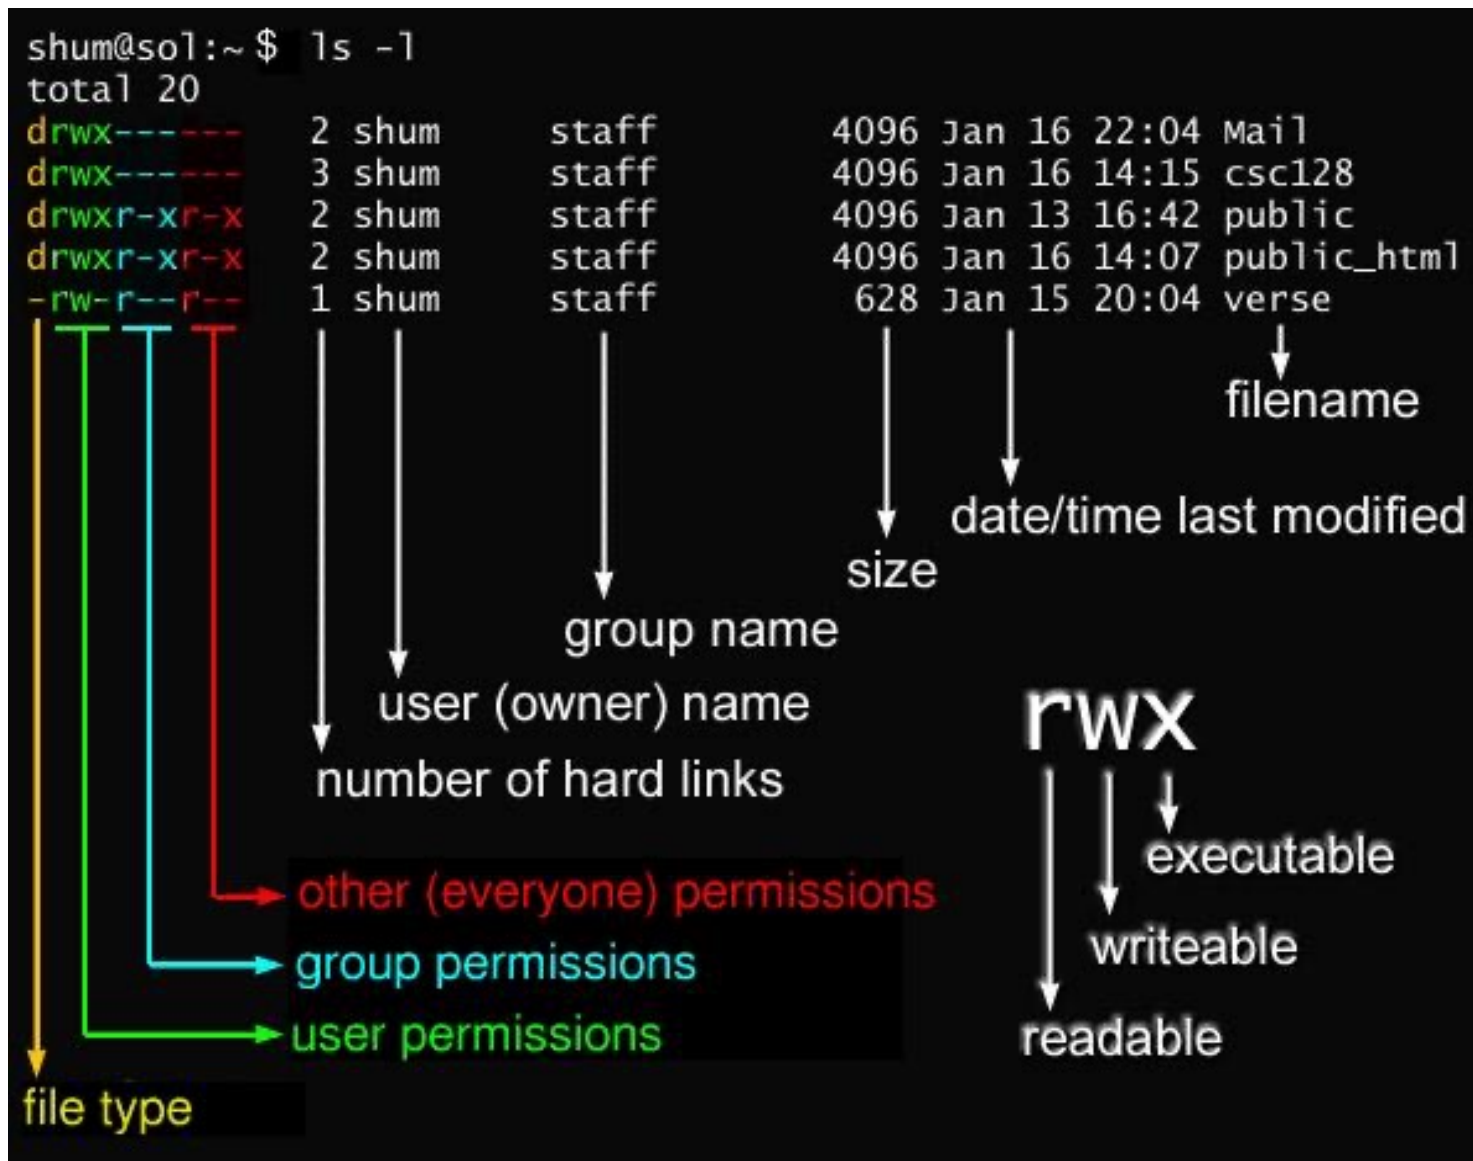 shum@sol:~$ ls -l
total 20
drwx------ 2 shum staff 4096 Jan 16 22:04 Mail
drwx------ 3 shum staff 4096 Jan 16 14:15 csc128
drwxr-xr-x 2 shum staff 4096 Jan 13 16:42 public
drwxr-xr-x 2 shum staff 4096 Jan 16 14:07 public_html
-rw-r--r-- 1 shum staff 628 Jan 15 20:04 verse
filename
date/time last modified
size
group name
user (owner) name
number of hard links
rwx
executable
writeable
readable
other (everyone) permissions
group permissions
user permissions
file type